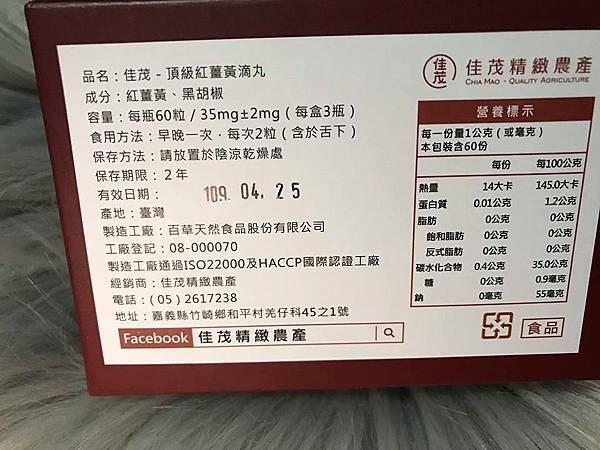 品名：佳茂－頂級紅薑黃滴丸
成分：紅薑黃、黑胡椒
容量：每瓶60粒 / 35mg±2mg（每盒3瓶）
食用方法：早晚一次，每次2粒（含於舌下）
保存方法：請放置於陰涼乾燥處
保存期限：2年
有效日期： 109.04.25
產地：臺灣
製造工廠：百草天然食品股份有限公司
工廠登記：08-000070
製造工廠通過ISO22000及HACCP國際認證工廠
經銷商：佳茂精緻農產
電話：(05) 2617238
地址：嘉義縣竹崎鄉和平村羌仔科45之1號
Facebook 佳茂精緻農產
佳茂
佳茂精緻農產
CHIA MAO - QUALITY AGRICULTURE
營養標示
每一份量1公克（或毫克）
本包裝含60份
每份 每100公克
熱量 14大卡 145.0大卡
蛋白質 0.01公克 1.2公克
脂肪 0公克 0公克
飽和脂肪 0公克 0公克
反式脂肪 0公克 0公克
碳水化合物 0.4公克 35.0公克
糖 0公克 0.9毫克
鈉 0毫克 55毫克
食品